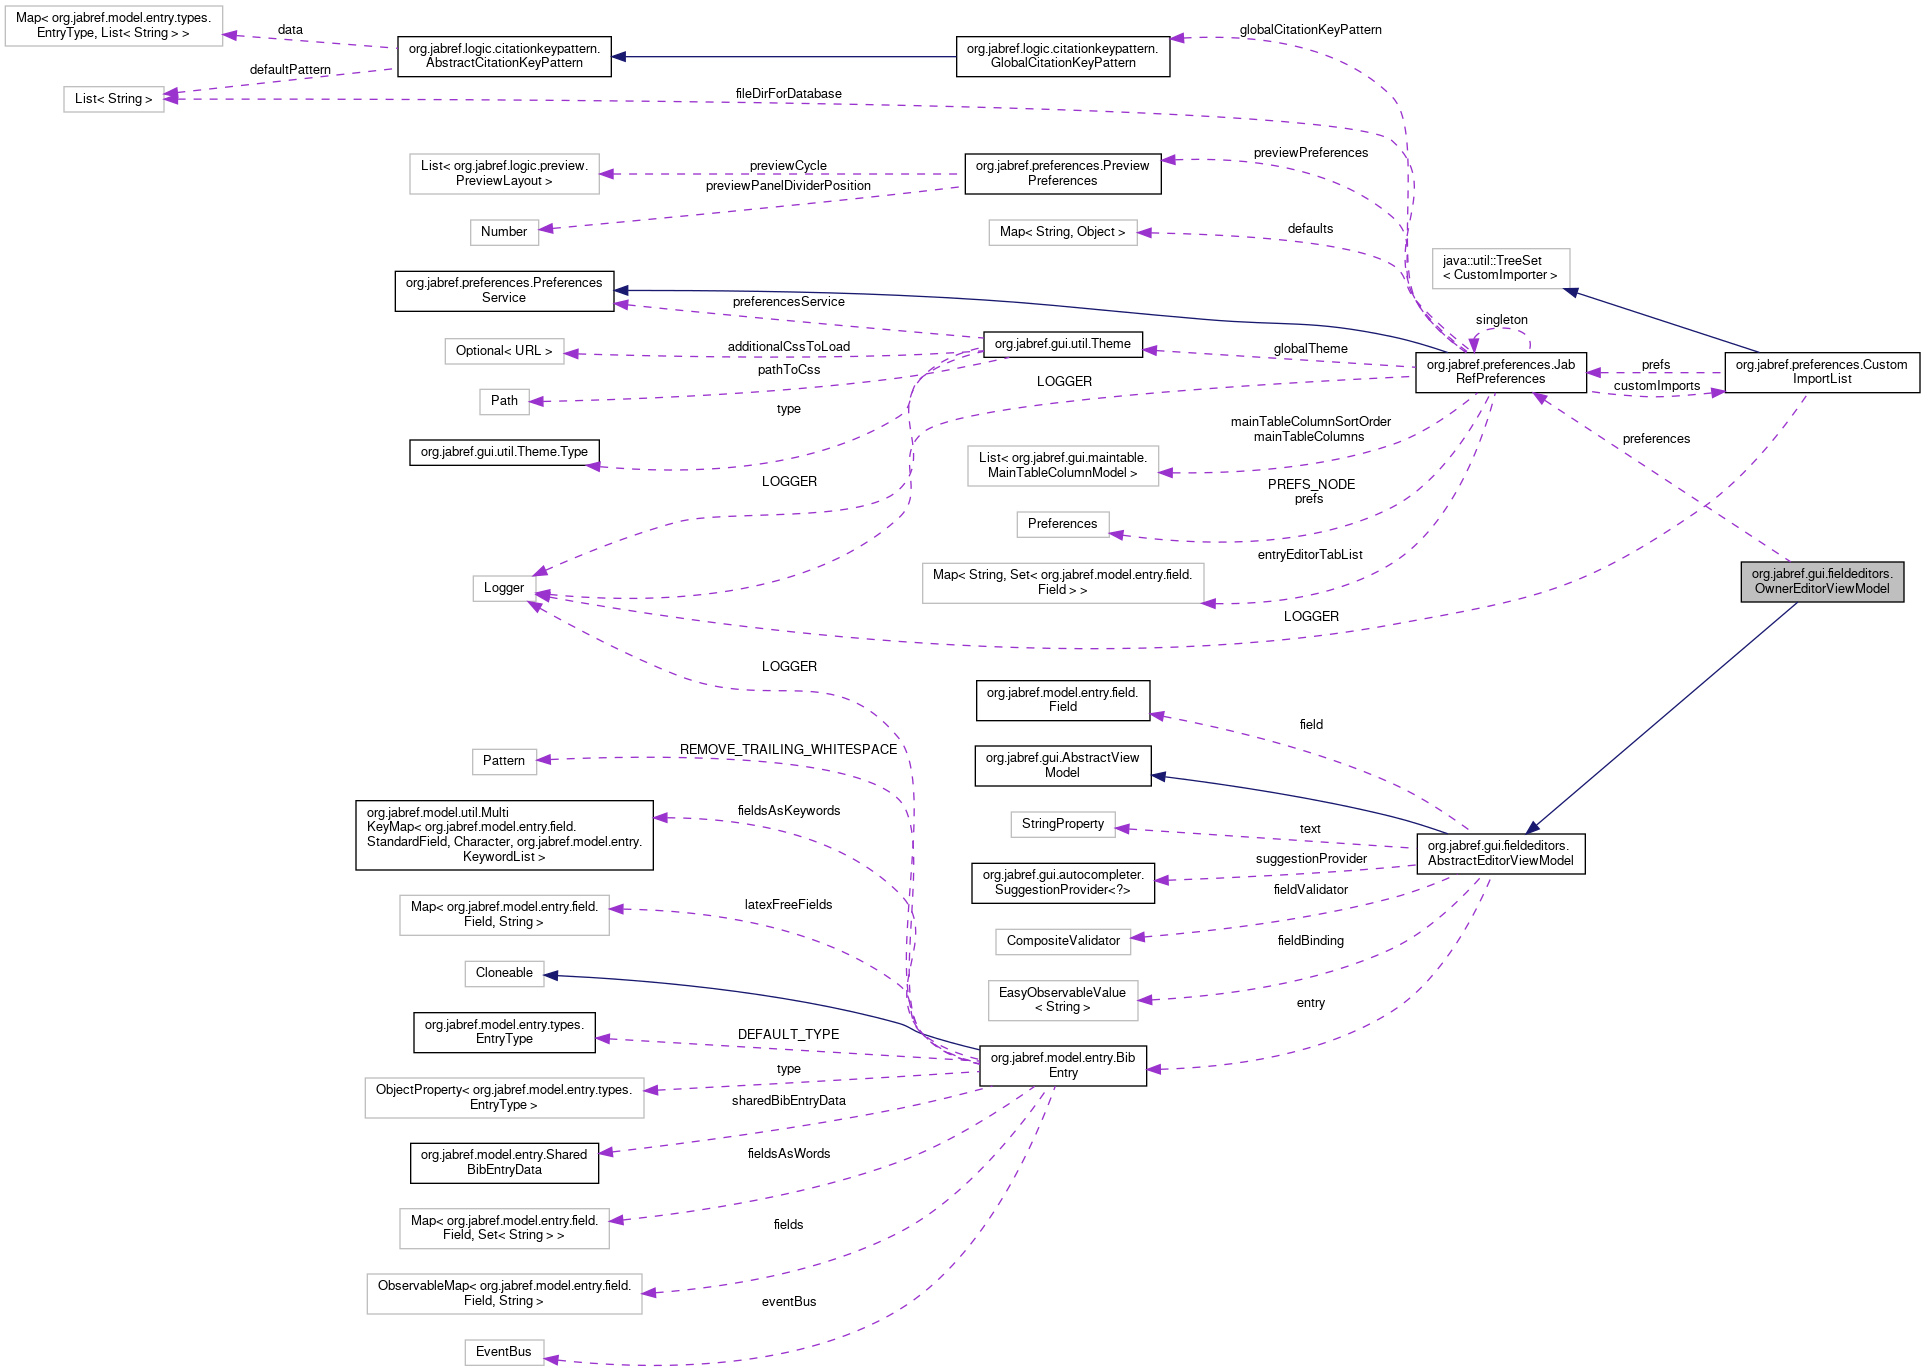 Map< org.jabref.model.entry.types.
EntryType, List< String > >
data
org.jabref.logic.citationkeypattern.
AbstractCitationKeyPattern
org.jabref.logic.citationkeypattern.
GlobalCitationKeyPattern
globalCitationKeyPattern
defaultPattern
List< String >
fileDirForDatabase
List< org.jabref.logic.preview.
PreviewLayout >
previewCycle
previewPanelDividerPosition
org.jabref.preferences.Preview
Preferences
previewPreferences
Number
Map< String, Object >
defaults
java::util::TreeSet
< CustomImporter >
org.jabref.preferences.Preferences
Service
preferencesService
singleton
Optional< URL >
additionalCssToLoad
org.jabref.gui.util.Theme
globalTheme
org.jabref.preferences.Jab
RefPreferences
prefs
customImports
org.jabref.preferences.Custom
ImportList
Path
pathToCss
LOGGER
type
org.jabref.gui.util.Theme.Type
mainTableColumnSortOrder
mainTableColumns
preferences
List< org.jabref.gui.maintable.
MainTableColumnModel >
LOGGER
PREFS_NODE
prefs
Preferences
entryEditorTabList
Map< String, Set< org.jabref.model.entry.field.
Field > >
Logger
LOGGER
org.jabref.gui.fieldeditors.
OwnerEditorViewModel
LOGGER
org.jabref.model.entry.field.
Field
field
Pattern
REMOVE_TRAILING_WHITESPACE
org.jabref.gui.AbstractView
Model
org.jabref.model.util.Multi
KeyMap< org.jabref.model.entry.field.
StandardField, Character, org.jabref.model.entry.
KeywordList >
fieldsAsKeywords
StringProperty
text
org.jabref.gui.fieldeditors.
AbstractEditorViewModel
org.jabref.gui.autocompleter.
SuggestionProvider<?>
suggestionProvider
fieldValidator
Map< org.jabref.model.entry.field.
Field, String >
latexFreeFields
CompositeValidator
fieldBinding
Cloneable
EasyObservableValue
< String >
entry
org.jabref.model.entry.types.
EntryType
DEFAULT_TYPE
org.jabref.model.entry.Bib
Entry
type
ObjectProperty< org.jabref.model.entry.types.
EntryType >
sharedBibEntryData
org.jabref.model.entry.Shared
BibEntryData
fieldsAsWords
Map< org.jabref.model.entry.field.
Field, Set< String > >
fields
ObservableMap< org.jabref.model.entry.field.
Field, String >
eventBus
EventBus